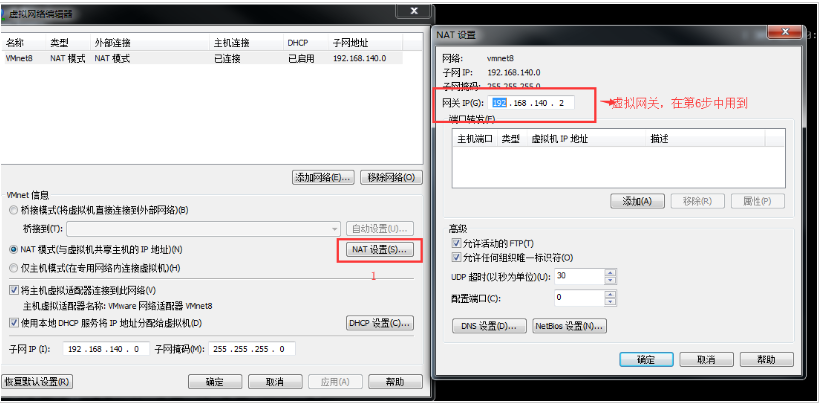 虚拟网络编辑器
名称 类型 外部连接 主机连接 DHCP 子网地址
VMnet8 NAT 模式 NAT 模式 已连接 已启用 192.168.140.0
添加网络(E)... 移除网络(O)
VMnet 信息
桥接模式(将虚拟机直接连接到外部网络)(B)
桥接到(T): 自动设置(U)...
NAT 模式(与虚拟机共享主机的 IP 地址)(N) NAT 设置(S)...
仅主机模式(在专用网络内连接虚拟机)(H)
1
将主机虚拟适配器连接到此网络(V)
主机虚拟适配器名称: VMware 网络适配器 VMnet8
使用本地 DHCP 服务将 IP 地址分配给虚拟机(D) DHCP 设置(C)...
子网 IP (I): 192 .168 .140 . 0 子网掩码(M): 255 .255 .255 . 0
恢复默认设置(R) 确定 取消 应用(A) 帮助
NAT 设置
网络: vmnet8
子网 IP: 192.168.140.0
子网掩码: 255.255.255.0
网关 IP(G): 192 .168 .140 . 2 虚拟网关，在第6步中用到
端口转发(F)
主机端口 类型 虚拟机 IP 地址 描述
添加(A) 移除(R) 属性(P)
高级
允许活动的 FTP(T)
允许任何组织唯一标识符(O)
UDP 超时(以秒为单位)(U): 30
配置端口(C): 0
DNS 设置(D)... NetBios 设置(N)...
确定 取消 帮助